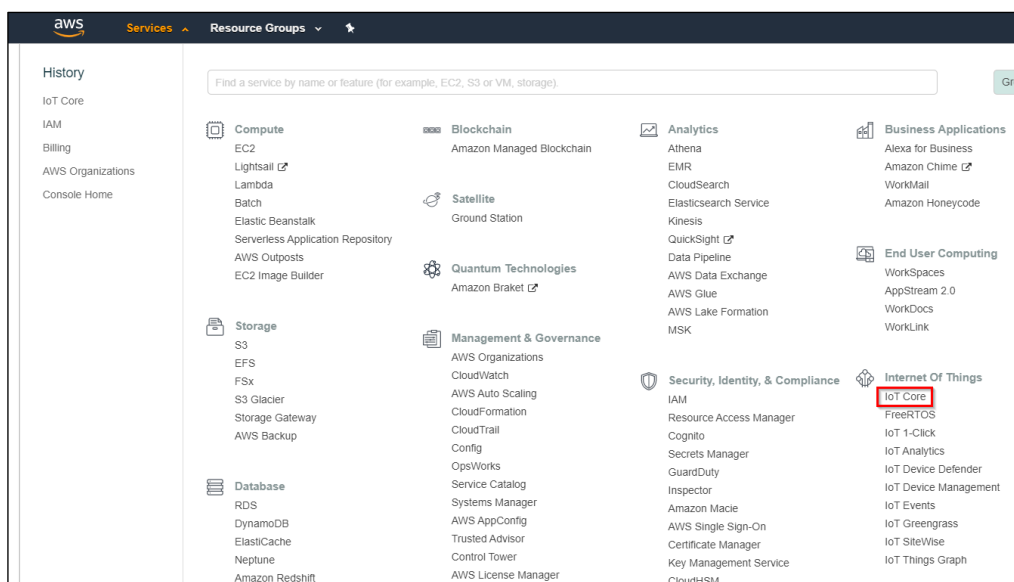 aws
Services
Resource Groups
History
IoT Core
IAM
Billing
AWS Organizations
Console Home
Find a service by name or feature (for example, EC2, S3 or VM, storage).
Gr
Compute
EC2
Lightsail
Lambda
Batch
Elastic Beanstalk
Serverless Application Repository
AWS Outposts
EC2 Image Builder
Storage
S3
EFS
FSx
S3 Glacier
Storage Gateway
AWS Backup
Database
RDS
DynamoDB
ElastiCache
Neptune
Amazon Redshift
Blockchain
Amazon Managed Blockchain
Satellite
Ground Station
Quantum Technologies
Amazon Braket
Management & Governance
AWS Organizations
CloudWatch
AWS Auto Scaling
CloudFormation
CloudTrail
Config
OpsWorks
Service Catalog
Systems Manager
AWS AppConfig
Trusted Advisor
Control Tower
AWS License Manager
Analytics
Athena
EMR
CloudSearch
Elasticsearch Service
Kinesis
QuickSight
Data Pipeline
AWS Data Exchange
AWS Glue
AWS Lake Formation
MSK
Security, Identity, & Compliance
IAM
Resource Access Manager
Cognito
Secrets Manager
GuardDuty
Inspector
Amazon Macie
AWS Single Sign-On
Certificate Manager
Key Management Service
CloudHSM
Business Applications
Alexa for Business
Amazon Chime
WorkMail
Amazon Honeycode
End User Computing
WorkSpaces
AppStream 2.0
WorkDocs
WorkLink
Internet Of Things
IoT Core
FreeRTOS
IoT 1-Click
IoT Analytics
IoT Device Defender
IoT Device Management
IoT Events
IoT Greengrass
IoT SiteWise
IoT Things Graph